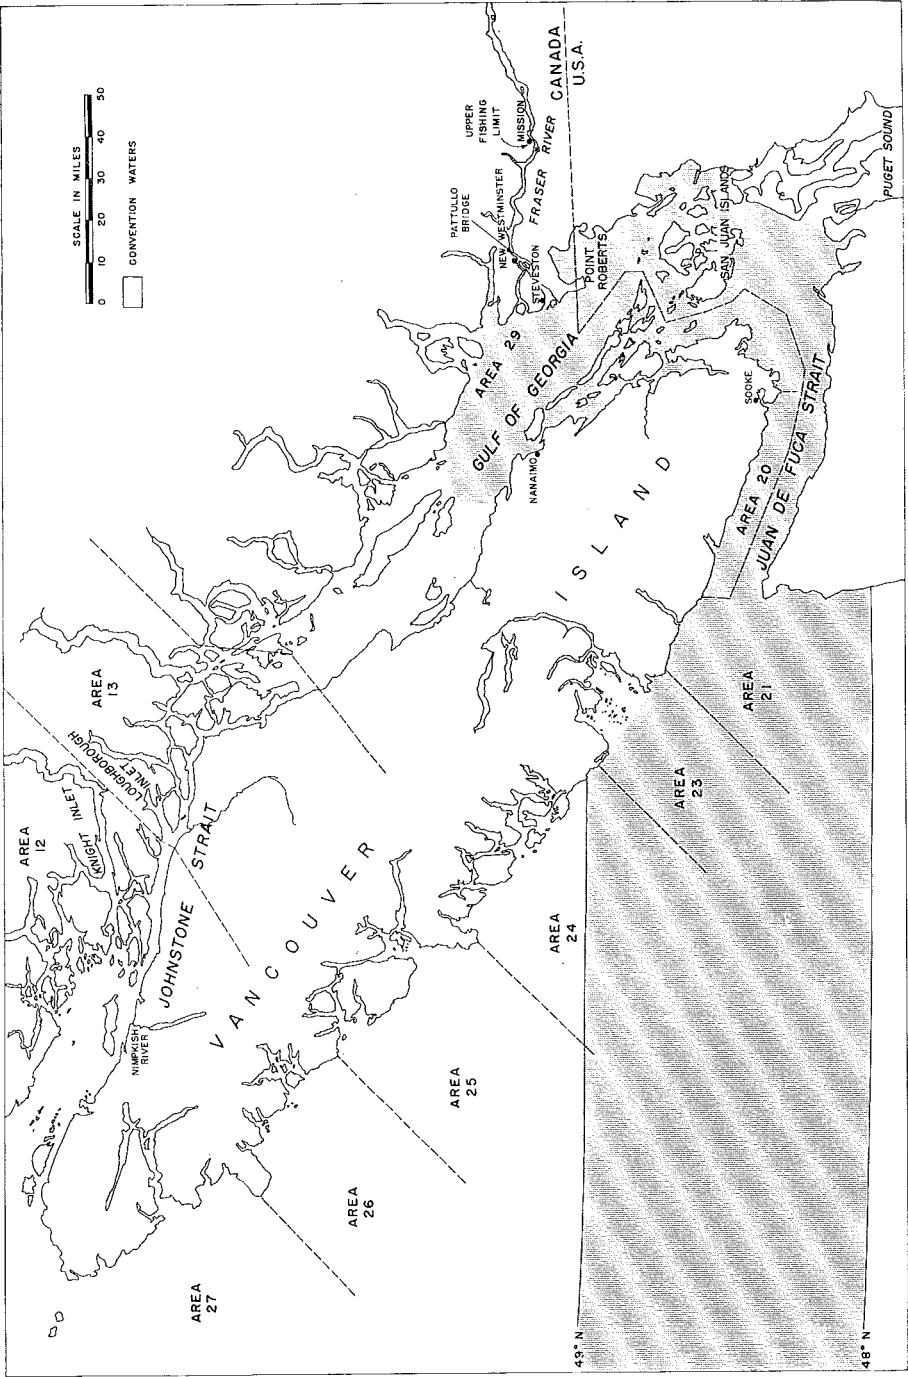 SCALE IN MILES
0 10 20 30 40 50
CONVENTION WATERS
CANADA
U.S.A.
UPPER
FISHING
LIMIT
MISSION
FRASER RIVER
PATTULLO
BRIDGE
NEW WESTMINSTER
STEVESTON
POINT
ROBERTS
SAN JUAN ISLANDS
PUGET SOUND
AREA 29
GULF OF GEORGIA
NANAIMO
SOOKE
AREA 20
JUAN DE FUCA STRAIT
VANCOUVER
ISLAND
AREA
13
LOUGHBOROUGH
INLET
AREA
12
KNIGHT INLET
JOHNSTONE STRAIT
NIMPKISH
RIVER
AREA
21
AREA
23
AREA
24
AREA
25
AREA
26
AREA
27
49° N
48° N